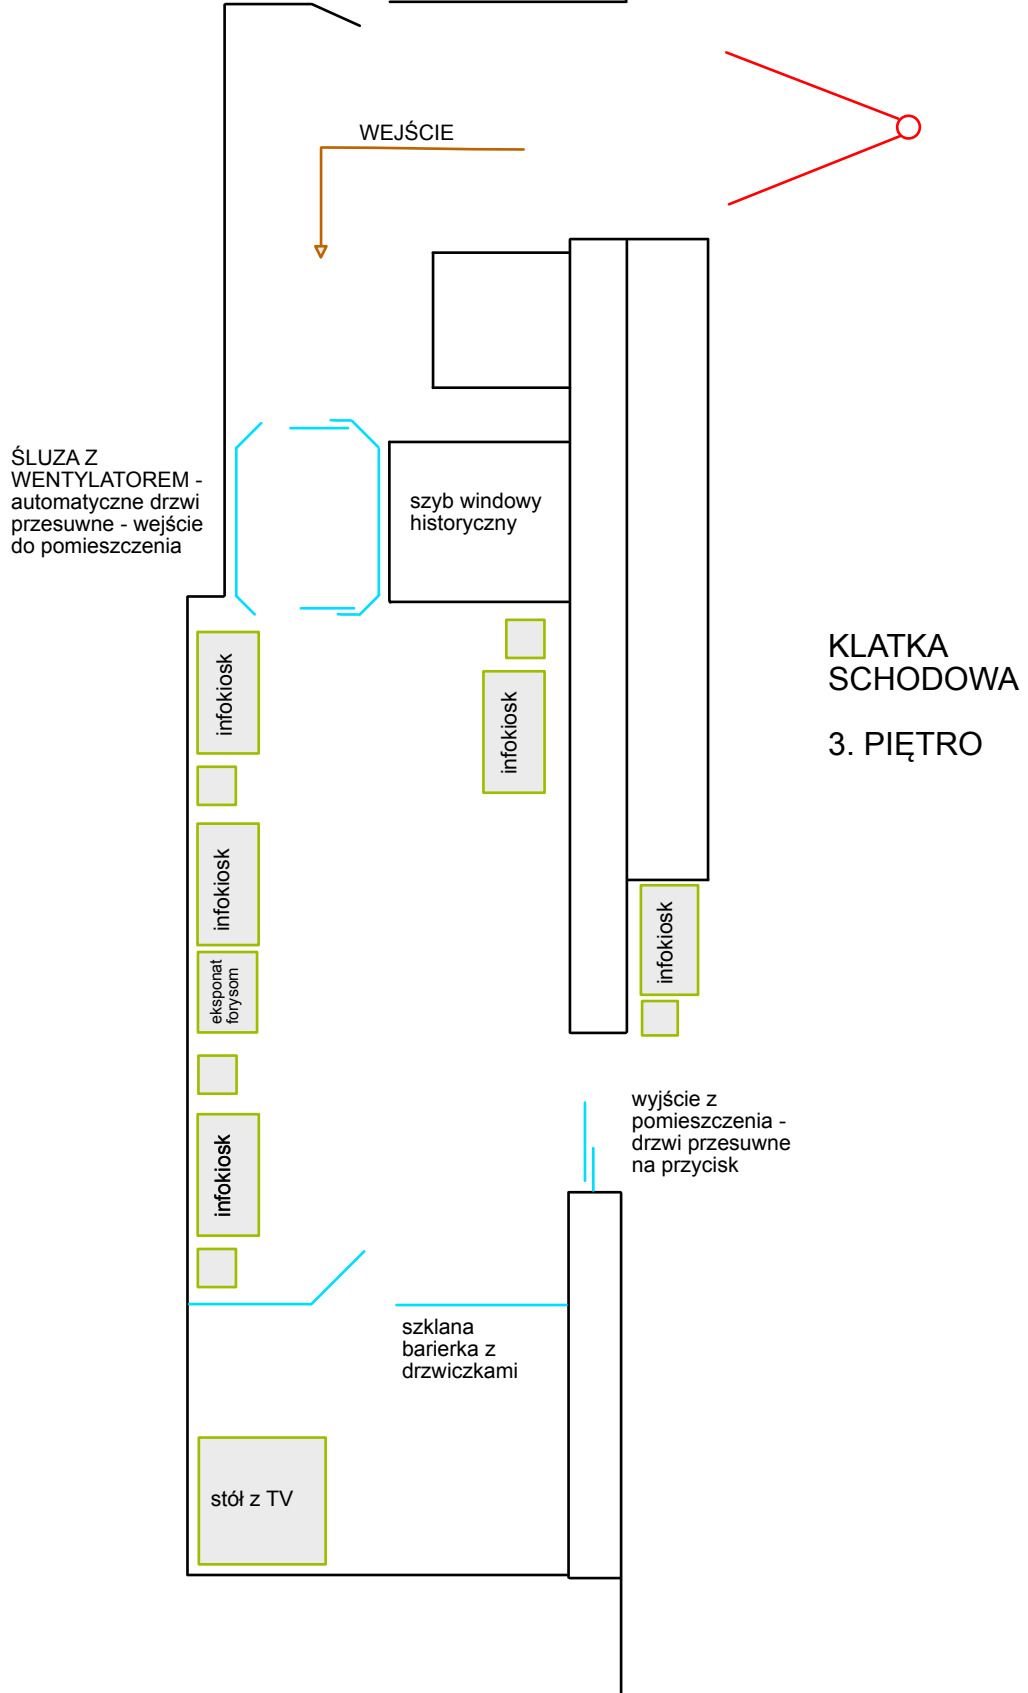 WEJŚCIE
ŚLUZA Z
WENTYLATOREM -
automatyczne drzwi
przesuwne - wejście
do pomieszczenia
szyb windowy
historyczny
KLATKA
SCHODOWA
3. PIĘTRO
infokiosk
infokiosk
infokiosk
eksponat
forysom
infokiosk
infokiosk
wyjście z
pomieszczenia -
drzwi przesuwne
na przycisk
szklana
barierka z
drzwiczkami
stół z TV